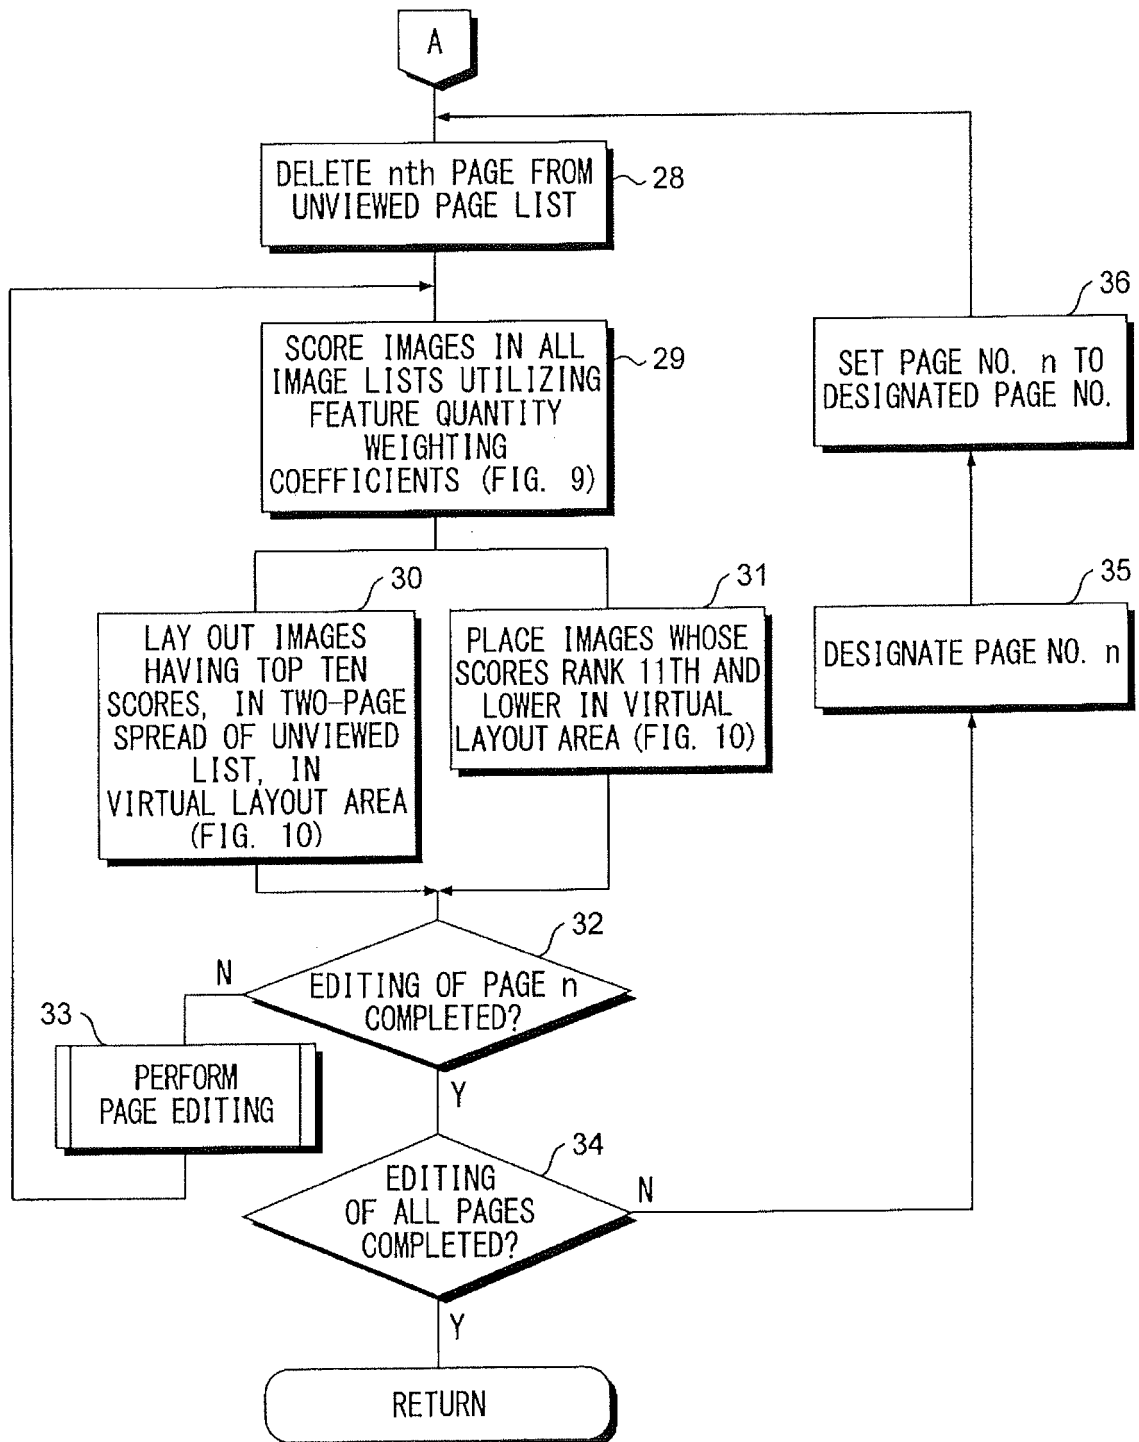 A
DELETE nth PAGE FROM
UNVIEWED PAGE LIST
28
SCORE IMAGES IN ALL
IMAGE LISTS UTILIZING
FEATURE QUANTITY
WEIGHTING
COEFFICIENTS (FIG. 9)
29
36
SET PAGE NO. n TO
DESIGNATED PAGE NO.
30
LAY OUT IMAGES
HAVING TOP TEN
SCORES, IN TWO-PAGE
SPREAD OF UNVIEWED
LIST, IN
VIRTUAL LAYOUT AREA
(FIG. 10)
31
PLACE IMAGES WHOSE
SCORES RANK 11TH AND
LOWER IN VIRTUAL
LAYOUT AREA (FIG. 10)
35
DESIGNATE PAGE NO. n
32
EDITING OF PAGE n
COMPLETED?
N
33
PERFORM
PAGE EDITING
Y
34
EDITING
OF ALL PAGES
COMPLETED?
N
Y
RETURN